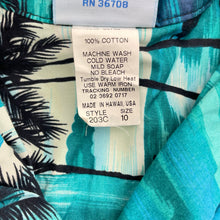 RN 36708
100% COTTON
MACHINE WASH
COLD WATER
MILD SOAP
NO BLEACH
Tumble Dry Low Heat
USE WARM IRON
TRACKING NUMBER
02 3692 0717
MADE IN HAWAII, USA
STYLE SIZE
203C 10